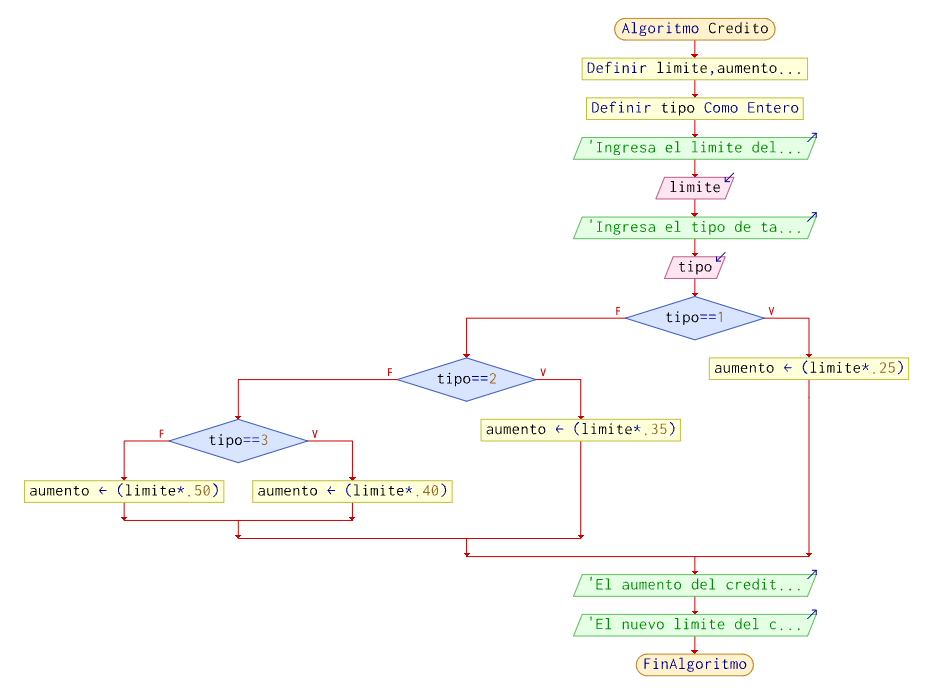 Algoritmo Credito
Definir limite,aumento...
Definir tipo Como Entero
'Ingresa el limite del...
limite
'Ingresa el tipo de ta...
tipo
F tipo==1 V
aumento ← (limite*.25)
F tipo==2 V
aumento ← (limite*.35)
F tipo==3 V
aumento ← (limite*.50)
aumento ← (limite*.40)
'El aumento del credit...
'El nuevo limite del c...
FinAlgoritmo